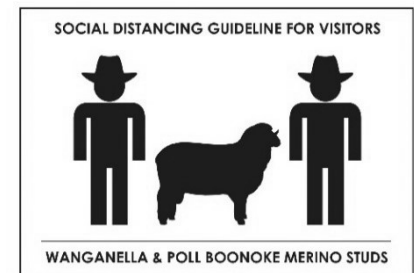 SOCIAL DISTANCING GUIDELINE FOR VISITORS
WANGANELLA & POLL BOONOKE MERINO STUDS